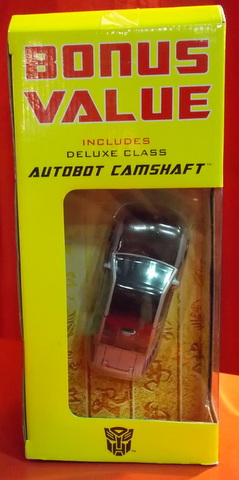 BONUS
VALUE
INCLUDES
DELUXE CLASS
AUTOBOT CAMSHAFT™